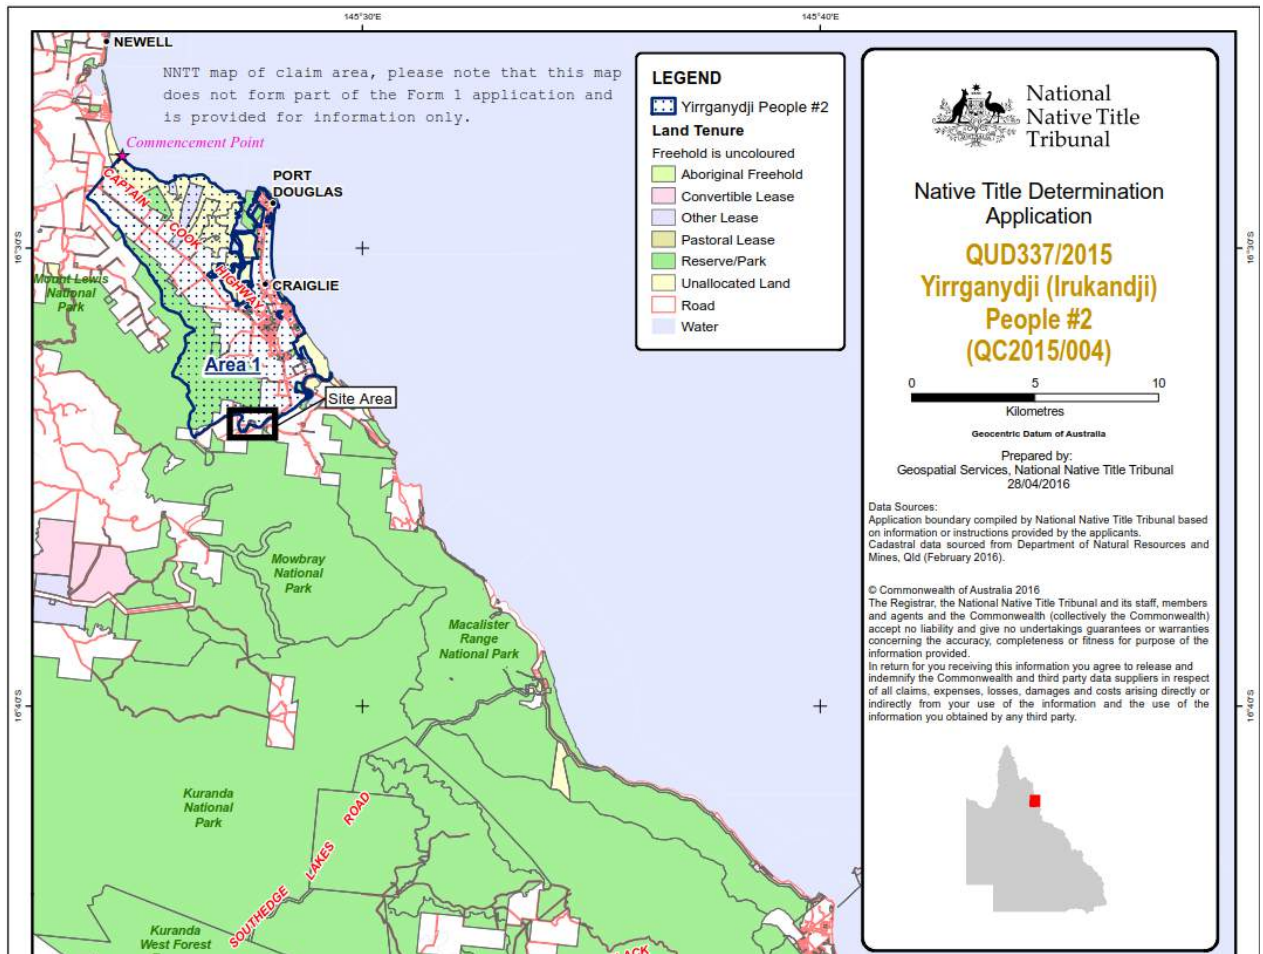 145°30'E
145°40'E
NEWELL
NNTT map of claim area, please note that this map
does not form part of the Form 1 application and
is provided for information only.
Commencement Point
CAPTAIN COOK HIGHWAY
PORT
DOUGLAS
CRAIGLIE
16°30'S
16°30'S
Mount Lewis
National
Park
Area 1
Site Area
LEGEND
Yirrganydji People #2
Land Tenure
Freehold is uncoloured
Aboriginal Freehold
Convertible Lease
Other Lease
Pastoral Lease
Reserve/Park
Unallocated Land
Road
Water
Mowbray
National
Park
Macalister
Range
National Park
16°40'S
16°40'S
Kuranda
National
Park
SOUTHEDGE LAKES ROAD
Kuranda
West Forest
National
Native Title
Tribunal
Native Title Determination
Application
QUD337/2015
Yirrganydji (Irukandji)
People #2
(QC2015/004)
0 5 10
Kilometres
Geocentric Datum of Australia
Prepared by:
Geospatial Services, National Native Title Tribunal
28/04/2016
Data Sources:
Application boundary compiled by National Native Title Tribunal based
on information or instructions provided by the applicants.
Cadastral data sourced from Department of Natural Resources and
Mines, Qld (February 2016).
© Commonwealth of Australia 2016
The Registrar, the National Native Title Tribunal and its staff, members
and agents and the Commonwealth (collectively the Commonwealth)
accept no liability and give no undertakings guarantees or warranties
concerning the accuracy, completeness or fitness for purpose of the
information provided.
In return for you receiving this information you agree to release and
indemnify the Commonwealth and third party data suppliers in respect
of all claims, expenses, losses, damages and costs arising directly or
indirectly from your use of the information and the use of the
information you obtained by any third party.